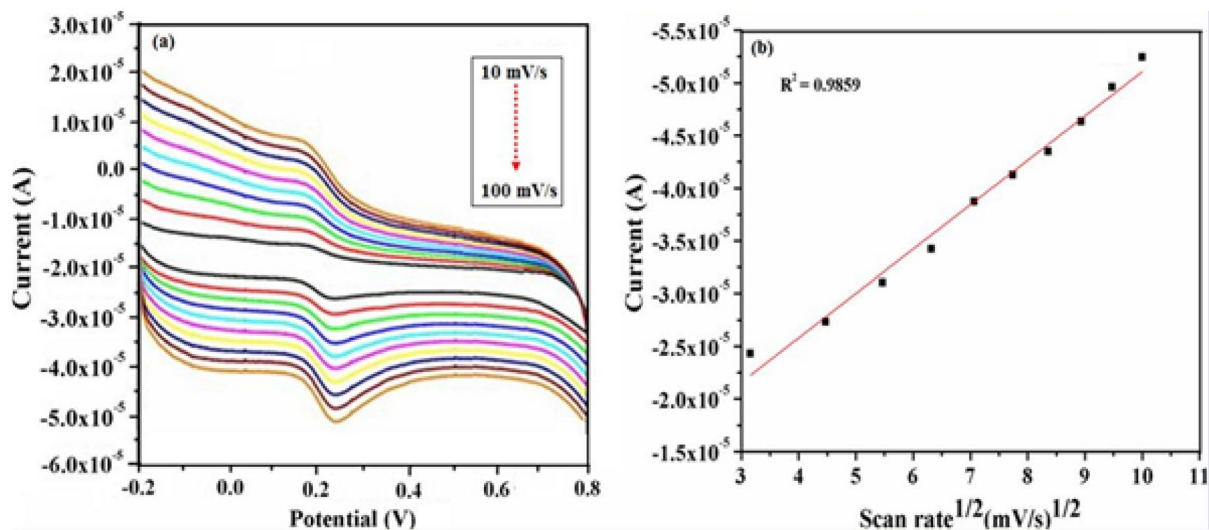 (a)
10 mV/s
100 mV/s
3.0x10⁻⁵
2.0x10⁻⁵
1.0x10⁻⁵
0.0
-1.0x10⁻⁵
-2.0x10⁻⁵
-3.0x10⁻⁵
-4.0x10⁻⁵
-5.0x10⁻⁵
-6.0x10⁻⁵
Current (A)
-0.2 0.0 0.2 0.4 0.6 0.8
Potential (V)
(b)
R² = 0.9859
-5.5x10⁻⁵
-5.0x10⁻⁵
-4.5x10⁻⁵
-4.0x10⁻⁵
-3.5x10⁻⁵
-3.0x10⁻⁵
-2.5x10⁻⁵
-2.0x10⁻⁵
-1.5x10⁻⁵
Current (A)
3 4 5 6 7 8 9 10 11
Scan rate^1/2(mV/s)^1/2